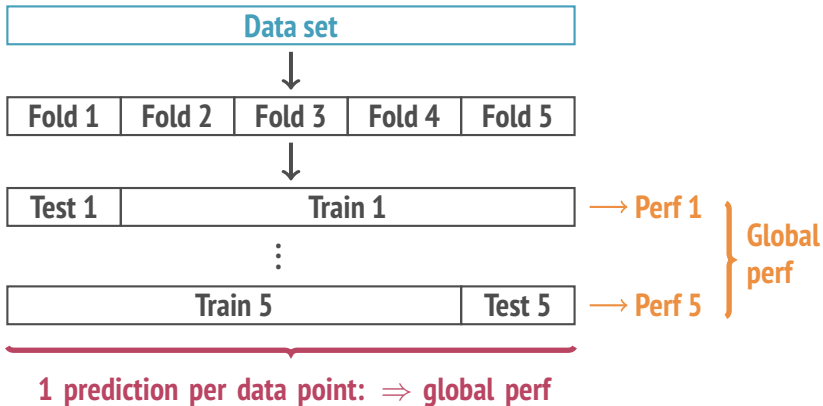 Data set
Fold 1 Fold 2 Fold 3 Fold 4 Fold 5
Test 1 Train 1 → Perf 1
Global
perf
⋮
Train 5 Test 5 → Perf 5
1 prediction per data point: ⇒ global perf